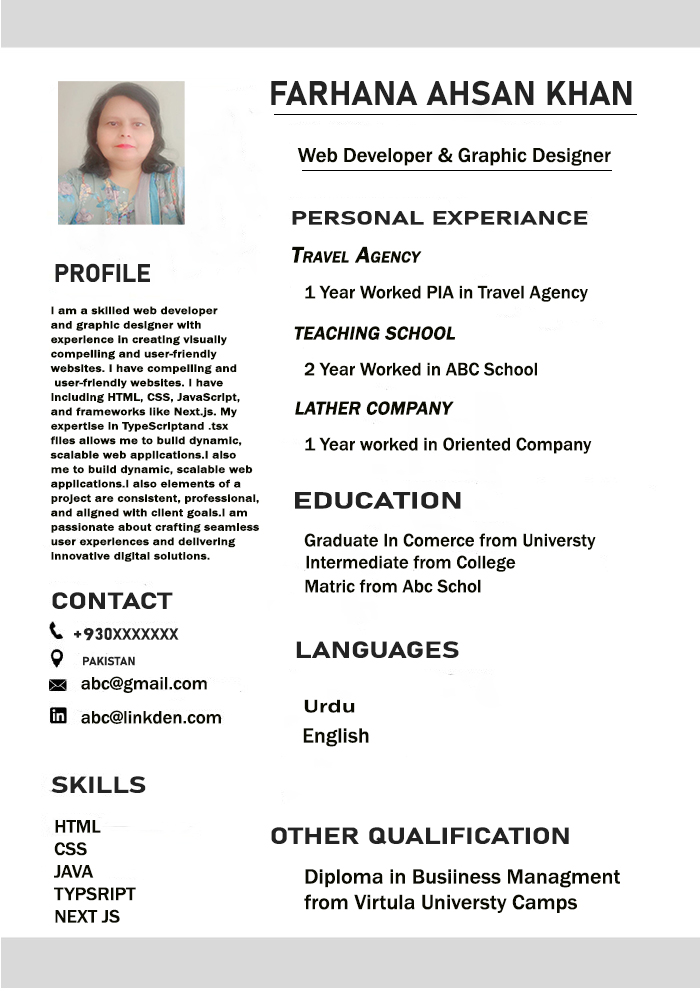 FARHANA AHSAN KHAN
Web Developer & Graphic Designer
PROFILE
I am a skilled web developer
and graphic designer with
experience in creating visually
compelling and user-friendly
websites. I have compelling and
user-friendly websites. I have
including HTML, CSS, JavaScript,
and frameworks like Next.js. My
expertise in TypeScriptand .tsx
files allows me to build dynamic,
scalable web applications.I also
me to build dynamic, scalable web
applications.I also elements of a
project are consistent, professional,
and aligned with client goals.I am
passionate about crafting seamless
user experiences and delivering
innovative digital solutions.
CONTACT
+930XXXXXXX
PAKISTAN
abc@gmail.com
in abc@linkden.com
SKILLS
HTML
CSS
JAVA
TYPSRIPT
NEXT JS
PERSONAL EXPERIANCE
TRAVEL AGENCY
1 Year Worked PIA in Travel Agency
TEACHING SCHOOL
2 Year Worked in ABC School
LATHER COMPANY
1 Year worked in Oriented Company
EDUCATION
Graduate In Comerce from Universty
Intermediate from College
Matric from Abc Schol
LANGUAGES
Urdu
English
OTHER QUALIFICATION
Diploma in Busiiness Managment
from Virtula Universty Camps